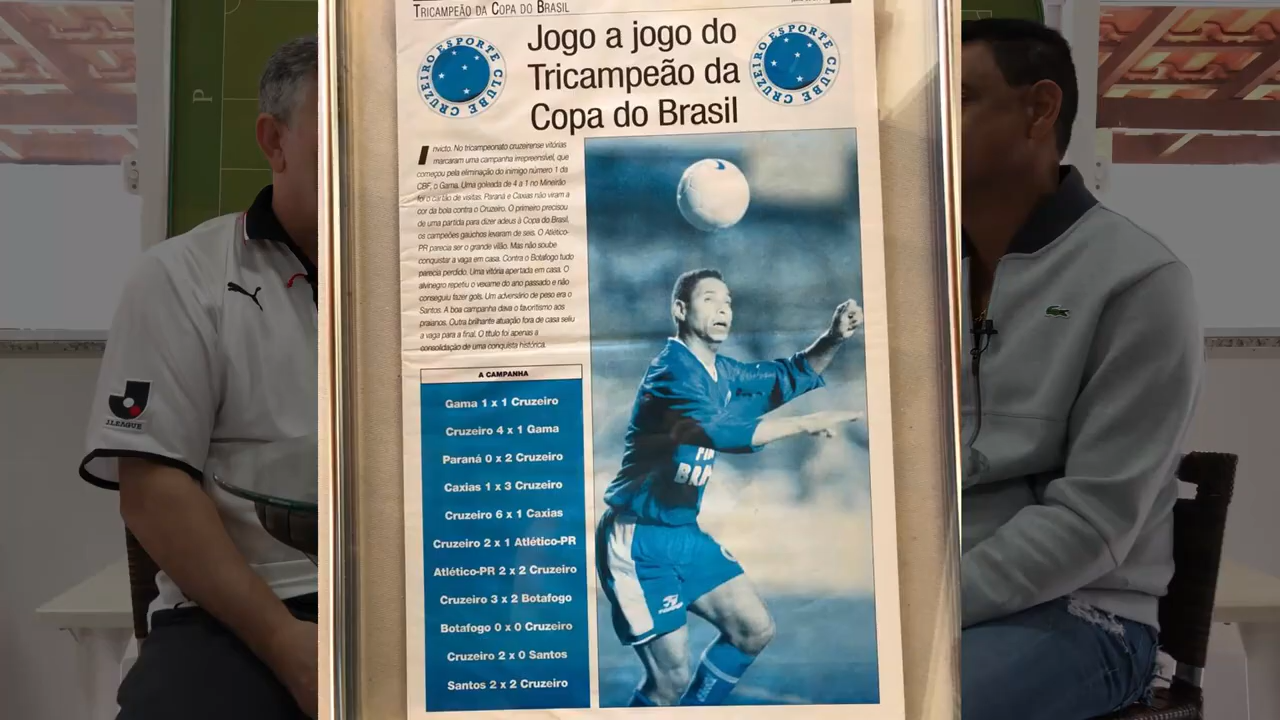 TRICAMPEÃO DA COPA DO BRASIL
Jogo a jogo do
Tricampeão da
Copa do Brasil
CRUZEIRO ESPORTE CLUBE
CRUZEIRO ESPORTE CLUBE
Invicto. No tricampeonato cruzeirense vitórias
marcaram uma campanha irrepreensível, que
começou pela eliminação do inimigo número 1 da
CBF, o Gama. Uma goleada de 4 a 1 no Mineirão
foi o cartão de visitas. Paraná e Caxias não viram a
cor da bola contra o Cruzeiro. O primeiro precisou
de uma partida para dizer adeus à Copa do Brasil,
os campeões gaúchos levaram de seis. O Atlético-
PR parecia ser o grande vilão. Mas não soube
conquistar a vaga em casa. Contra o Botafogo tudo
parecia perdido. Uma vitória apertada em casa. O
alvinegro repetiu o vexame do ano passado e não
conseguiu fazer gols. Um adversário de peso era o
Santos. A boa campanha dava o favoritismo aos
praianos. Outra brilhante atuação fora de casa selou
a vaga para a final. O título foi apenas a
consolidação de uma conquista histórica.
A CAMPANHA
Gama 1 x 1 Cruzeiro
Cruzeiro 4 x 1 Gama
Paraná 0 x 2 Cruzeiro
Caxias 1 x 3 Cruzeiro
Cruzeiro 6 x 1 Caxias
Cruzeiro 2 x 1 Atlético-PR
Atlético-PR 2 x 2 Cruzeiro
Cruzeiro 3 x 2 Botafogo
Botafogo 0 x 0 Cruzeiro
Cruzeiro 2 x 0 Santos
Santos 2 x 2 Cruzeiro
P
J.LEAGUE